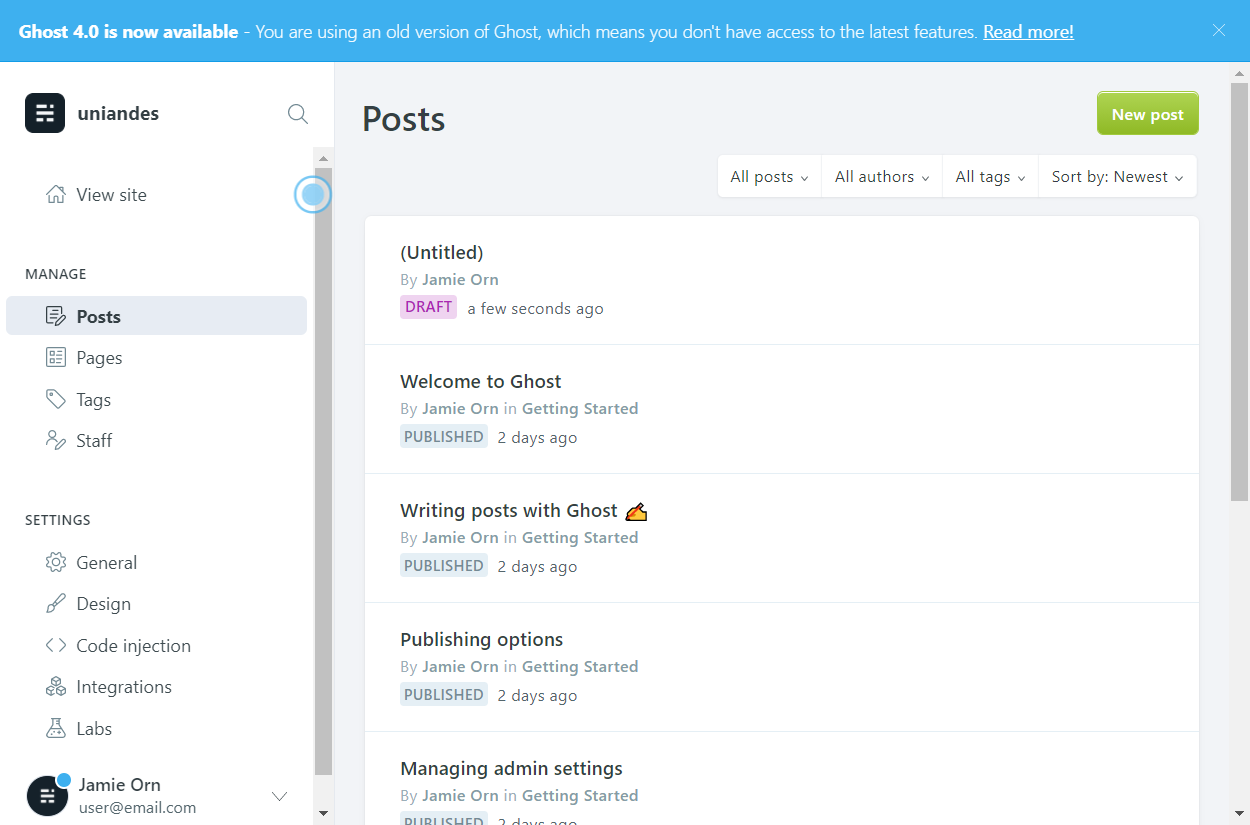 Ghost 4.0 is now available - You are using an old version of Ghost, which means you don't have access to the latest features. Read more!
uniandes
View site
MANAGE
Posts
Pages
Tags
Staff
SETTINGS
General
Design
Code injection
Integrations
Labs
Jamie Orn
user@email.com
Posts
New post
All posts
All authors
All tags
Sort by: Newest
(Untitled)
By Jamie Orn
DRAFT a few seconds ago
Welcome to Ghost
By Jamie Orn in Getting Started
PUBLISHED 2 days ago
Writing posts with Ghost ✍️
By Jamie Orn in Getting Started
PUBLISHED 2 days ago
Publishing options
By Jamie Orn in Getting Started
PUBLISHED 2 days ago
Managing admin settings
By Jamie Orn in Getting Started
PUBLISHED 2 days ago